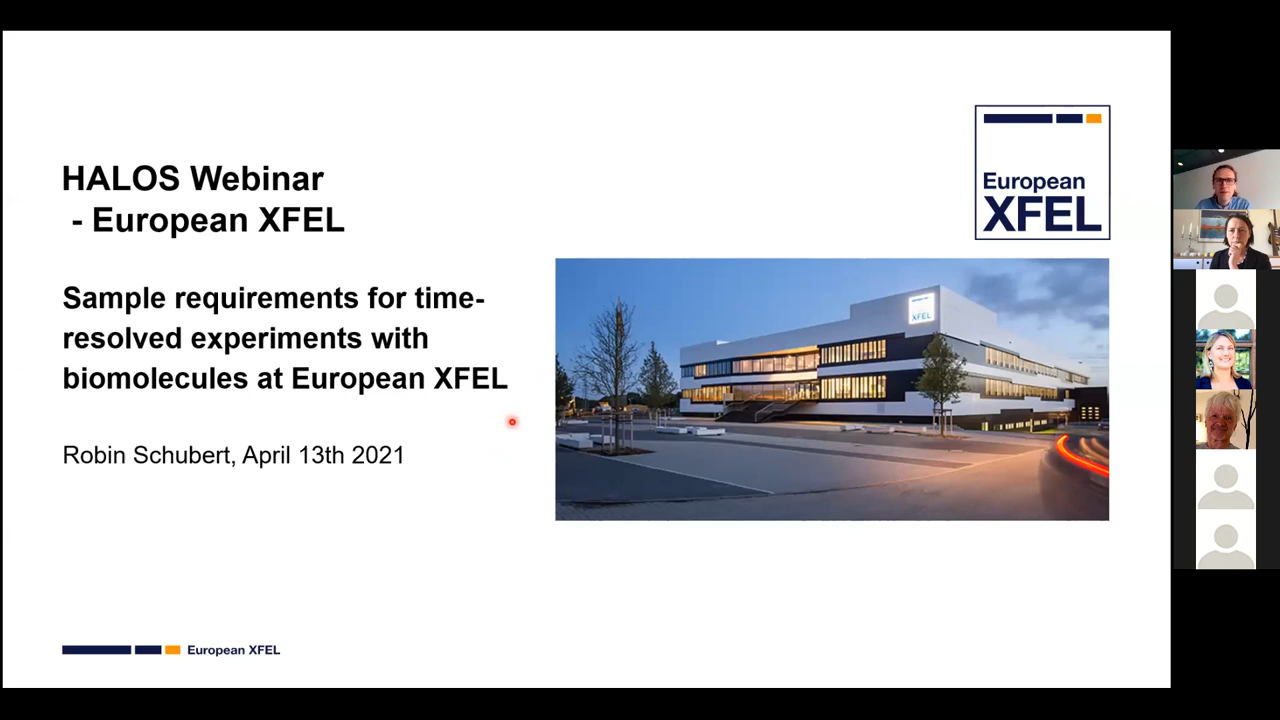 HALOS Webinar
- European XFEL
European
XFEL
Sample requirements for time-
resolved experiments with
biomolecules at European XFEL
XFEL
Robin Schubert, April 13th 2021
European XFEL